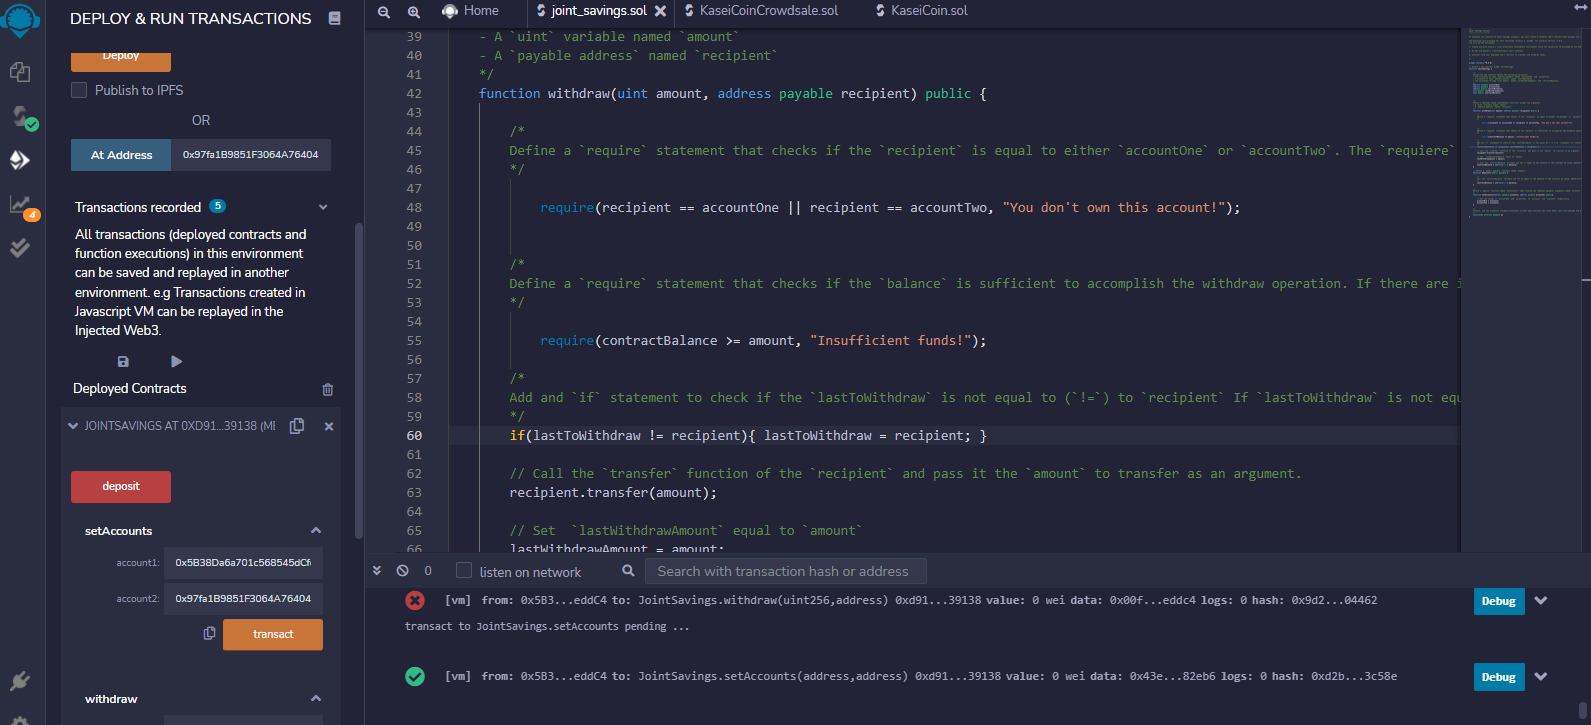 DEPLOY & RUN TRANSACTIONS
Deploy
Publish to IPFS
OR
At Address
0x97fa1B9851F3064A76404
Transactions recorded 5
All transactions (deployed contracts and
function executions) in this environment
can be saved and replayed in another
environment. e.g Transactions created in
Javascript VM can be replayed in the
Injected Web3.
Deployed Contracts
JOINTSAVINGS AT 0XD91...39138
deposit
setAccounts
account1: 0x5B38Da6a701c568545dCf
account2: 0x97fa1B9851F3064A76404
transact
withdraw
4
Home
joint_savings.sol
KaseiCoinCrowdsale.sol
KaseiCoin.sol
39 - A `uint` variable named `amount`
40 - A `payable address` named `recipient`
41 */
42 function withdraw(uint amount, address payable recipient) public {
43
44 /*
45 Define a `require` statement that checks if the `recipient` is equal to either `accountOne` or `accountTwo`. The `requiere`
46 */
47
48 require(recipient == accountOne || recipient == accountTwo, "You don't own this account!");
49
50
51 /*
52 Define a `require` statement that checks if the `balance` is sufficient to accomplish the withdraw operation. If there are i
53 */
54
55 require(contractBalance >= amount, "Insufficient funds!");
56
57 /*
58 Add and `if` statement to check if the `lastToWithdraw` is not equal to (`!=`) to `recipient` If `lastToWithdraw` is not equ
59 */
60 if(lastToWithdraw != recipient){ lastToWithdraw = recipient; }
61
62 // Call the `transfer` function of the `recipient` and pass it the `amount` to transfer as an argument.
63 recipient.transfer(amount);
64
65 // Set `lastWithdrawAmount` equal to `amount`
66 lastWithdrawAmount = amount;
0
listen on network
Search with transaction hash or address
[vm] from: 0x5B3...eddC4 to: JointSavings.withdraw(uint256,address) 0xd91...39138 value: 0 wei data: 0x00f...eddc4 logs: 0 hash: 0x9d2...04462
Debug
transact to JointSavings.setAccounts pending ...
[vm] from: 0x5B3...eddC4 to: JointSavings.setAccounts(address,address) 0xd91...39138 value: 0 wei data: 0x43e...82eb6 logs: 0 hash: 0xd2b...3c58e
Debug